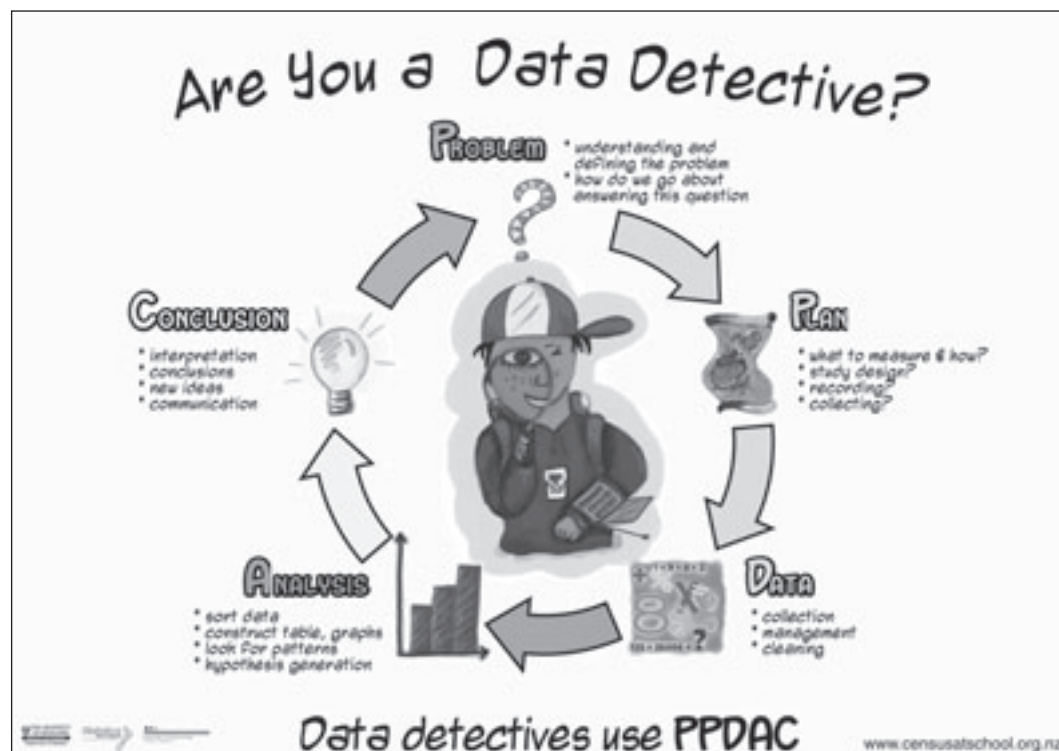 Are You a Data Detective?
PROBLEM
* understanding and
defining the problem
* how do we go about
answering this question
PLAN
* what to measure & how?
* study design?
* recording?
* collecting?
DATA
* collection
* management
* cleaning
ANALYSIS
* sort data
* construct table, graphs
* look for patterns
* hypothesis generation
CONCLUSION
* interpretation
* conclusions
* new ideas
* communication
Data detectives use PPDAC
www.censusatschool.org.n